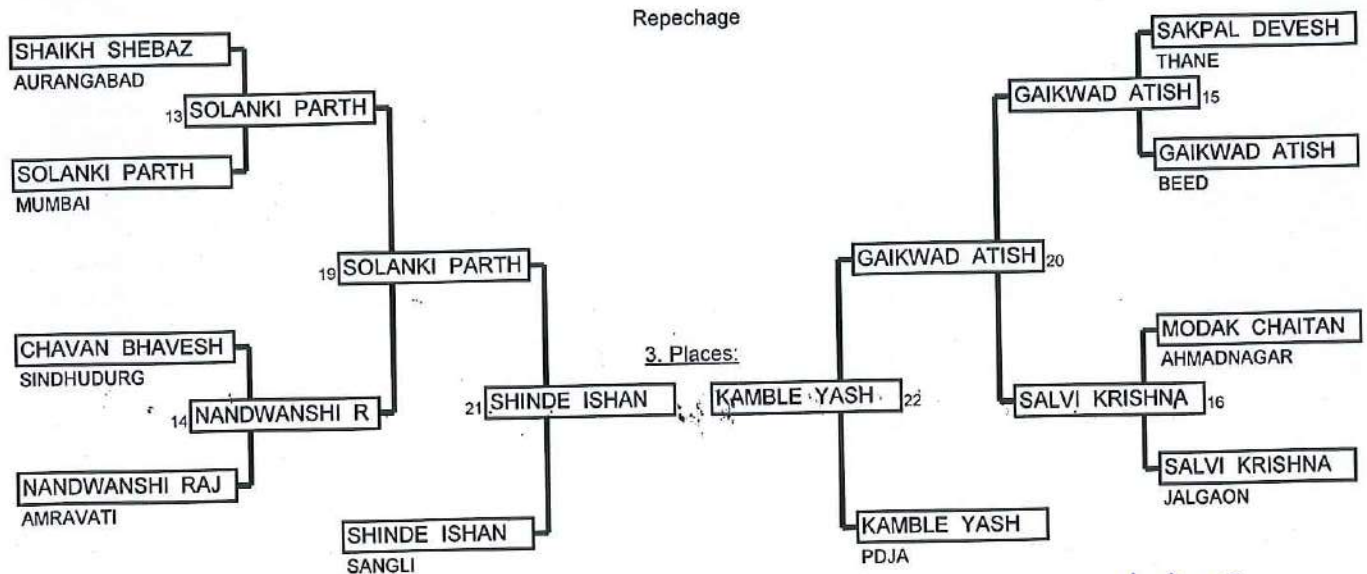 Repechage
SHAIKH SHEBAZ
AURANGABAD
13 SOLANKI PARTH
SOLANKI PARTH
MUMBAI
19 SOLANKI PARTH
CHAVAN BHAVESH
SINDHUDURG
14 NANDWANSHI R
NANDWANSHI RAJ
AMRAVATI
21 SHINDE ISHAN
SHINDE ISHAN
SANGLI
3. Places:
SAKPAL DEVESH
THANE
GAIKWAD ATISH 15
GAIKWAD ATISH
BEED
GAIKWAD ATISH 20
MODAK CHAITAN
AHMADNAGAR
SALVI KRISHNA 16
SALVI KRISHNA
JALGAON
KAMBLE YASH 22
KAMBLE YASH
PDJA